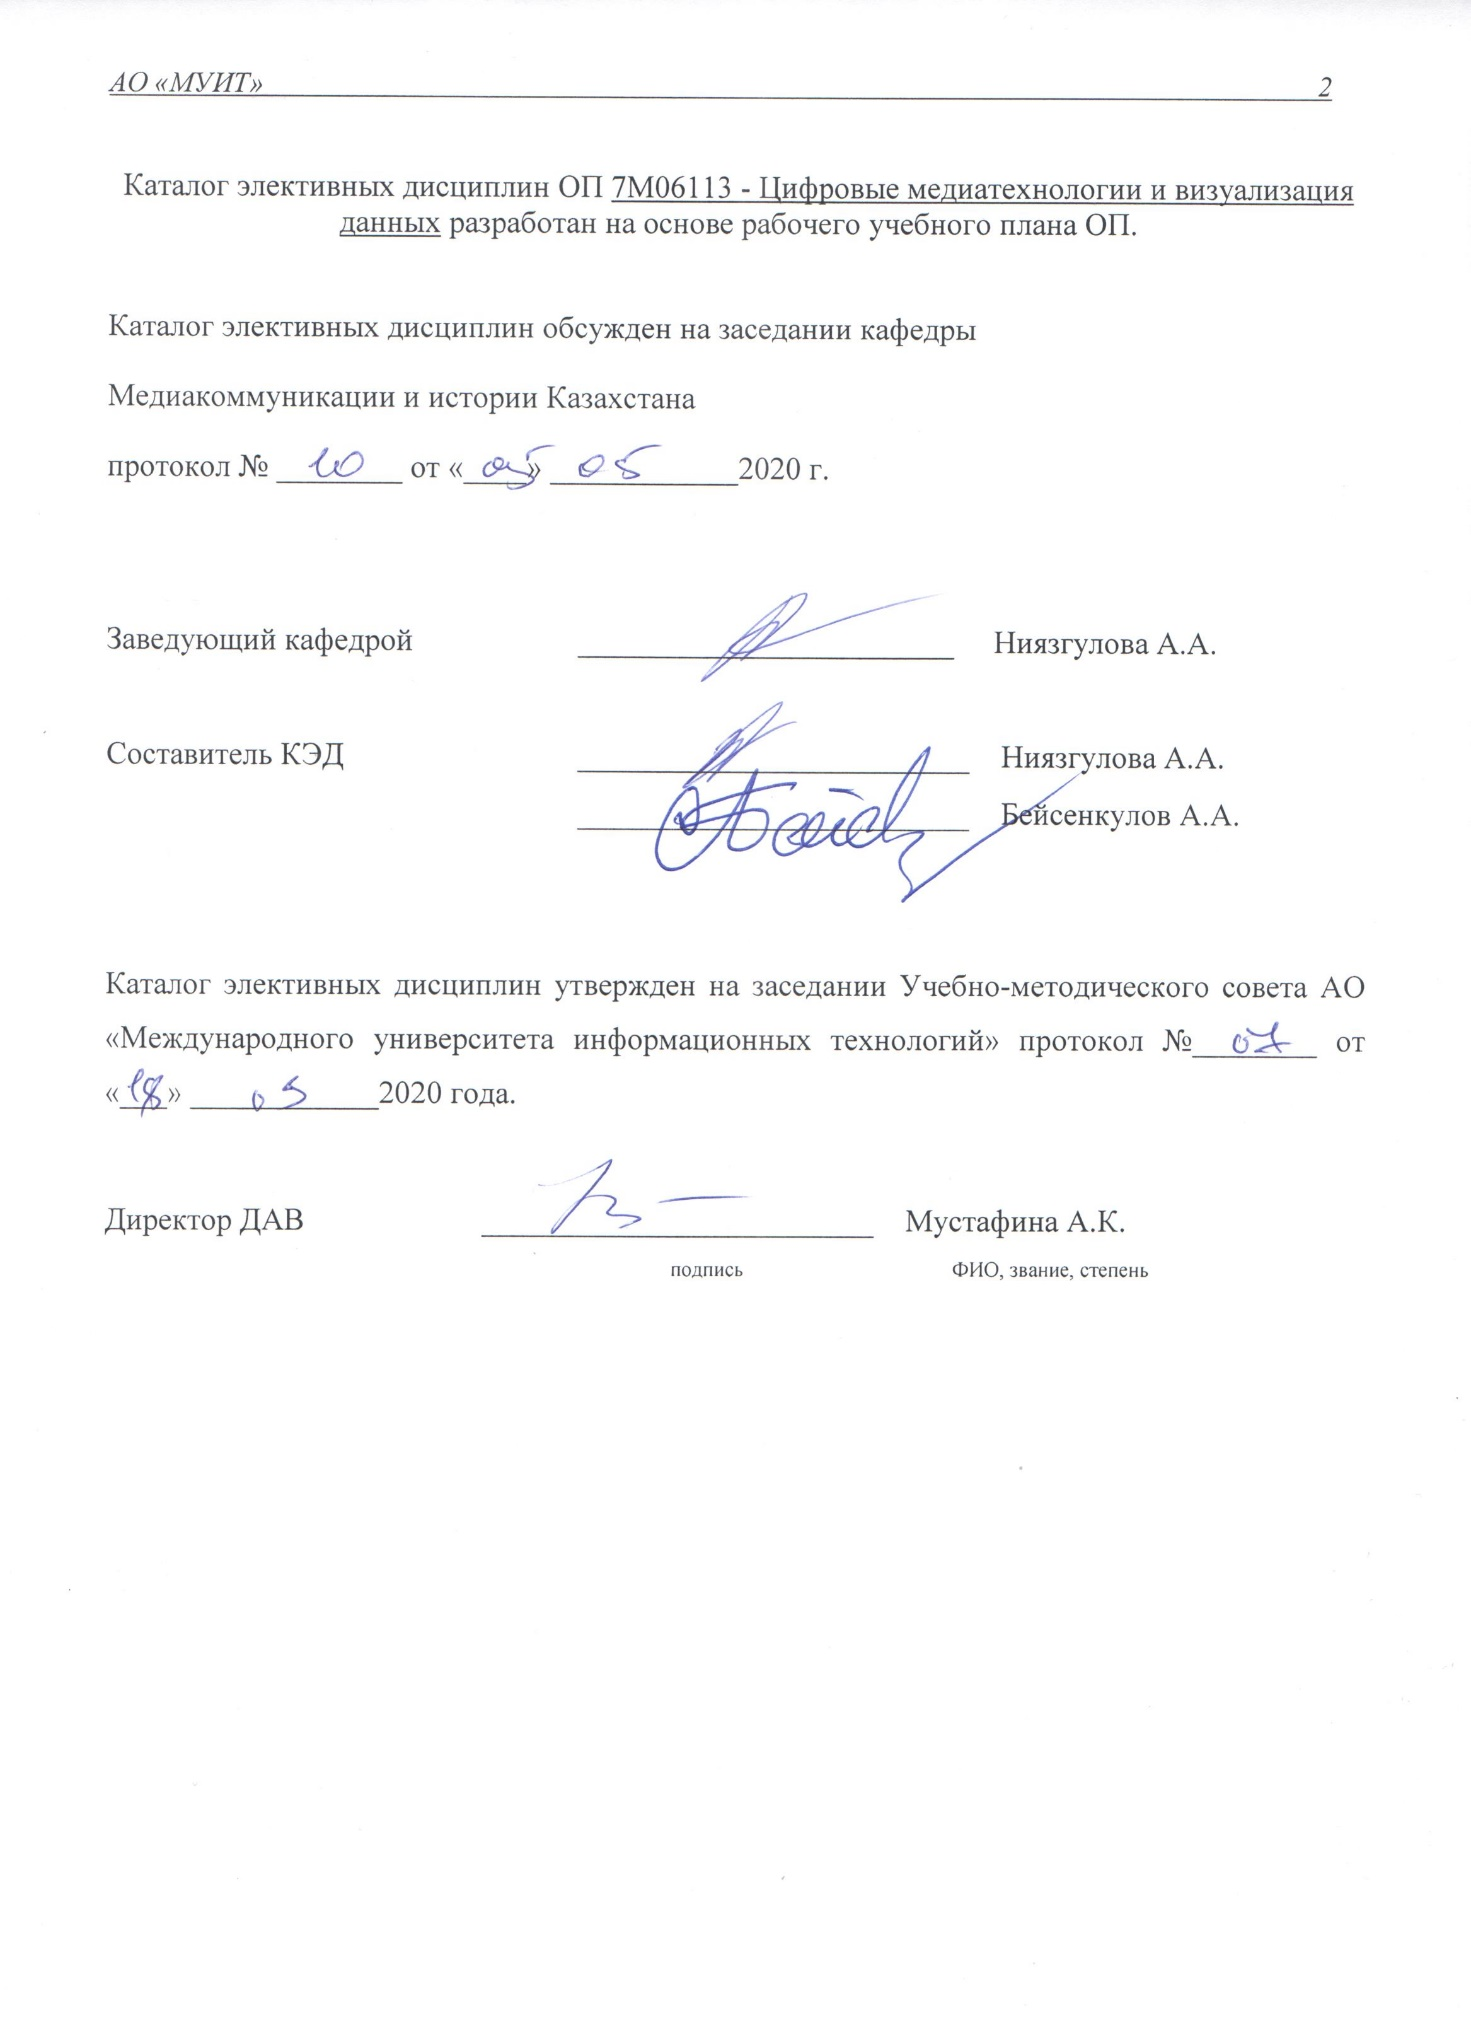 АО «МУИТ» 2
Каталог элективных дисциплин ОП 7М06113 - Цифровые медиатехнологии и визуализация
данных разработан на основе рабочего учебного плана ОП.
Каталог элективных дисциплин обсужден на заседании кафедры
Медиакоммуникации и истории Казахстана
протокол № 10 от «05» 05 2020 г.
Заведующий кафедрой Ниязгулова А.А.
Составитель КЭД Ниязгулова А.А.
Бейсенкулов А.А.
Каталог элективных дисциплин утвержден на заседании Учебно-методического совета АО
«Международного университета информационных технологий» протокол № 07 от
«18» 05 2020 года.
Директор ДАВ Мустафина А.К.
подпись ФИО, звание, степень